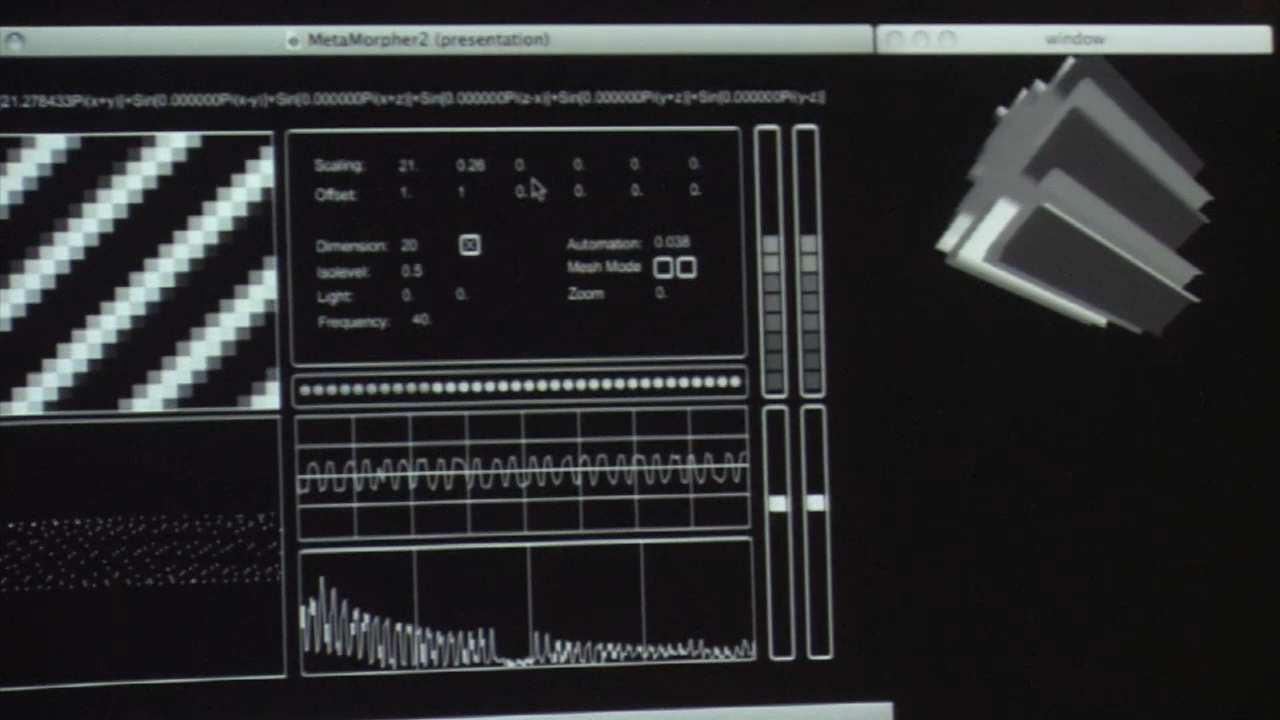 MetaMorpher2 (presentation)
window
[21.278433Pi(x+y)]+Sin[0.000000Pi(x-y)]+Sin[0.000000Pi(x+z)]+Sin[0.000000Pi(z-x)]+Sin[0.000000Pi(y+z)]+Sin[0.000000Pi(y-z)]
Scaling: 21. 0.26 0. 0. 0. 0.
Offset: 1. 1 0. 0. 0. 0.
Dimension: 20 Automation: 0.038
Isolevel: 0.5 Mesh Mode
Light: 0. 0. Zoom 0.
Frequency: 40.